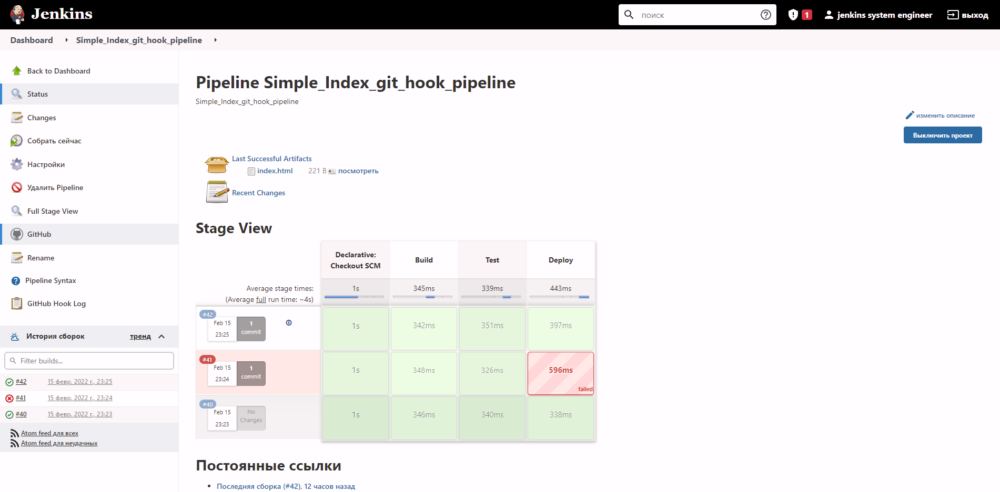 Jenkins
поиск
1
jenkins system engineer
выход
Dashboard
Simple_Index_git_hook_pipeline
Back to Dashboard
Status
Changes
Собрать сейчас
Настройки
Удалить Pipeline
Full Stage View
GitHub
Rename
Pipeline Syntax
GitHub Hook Log
История сборок
тренд
Filter builds...
#42 15 февр. 2022 г., 23:25
#41 15 февр. 2022 г., 23:24
#40 15 февр. 2022 г., 23:23
Atom feed для всех
Atom feed для неудачных
Pipeline Simple_Index_git_hook_pipeline
Simple_Index_git_hook_pipeline
изменить описание
Выключить проект
Last Successful Artifacts
index.html 221 B посмотреть
Recent Changes
Stage View
Declarative:
Checkout SCM
Build
Test
Deploy
Average stage times:
(Average full run time: ~4s)
1s 345ms 339ms 443ms
#42
Feb 15
23:25
1
commit
1s 342ms 351ms 397ms
#41
Feb 15
23:24
1
commit
1s 348ms 326ms 596ms
failed
#40
Feb 15
23:23
No
Changes
1s 346ms 340ms 338ms
Постоянные ссылки
Последняя сборка (#42), 12 часов назад